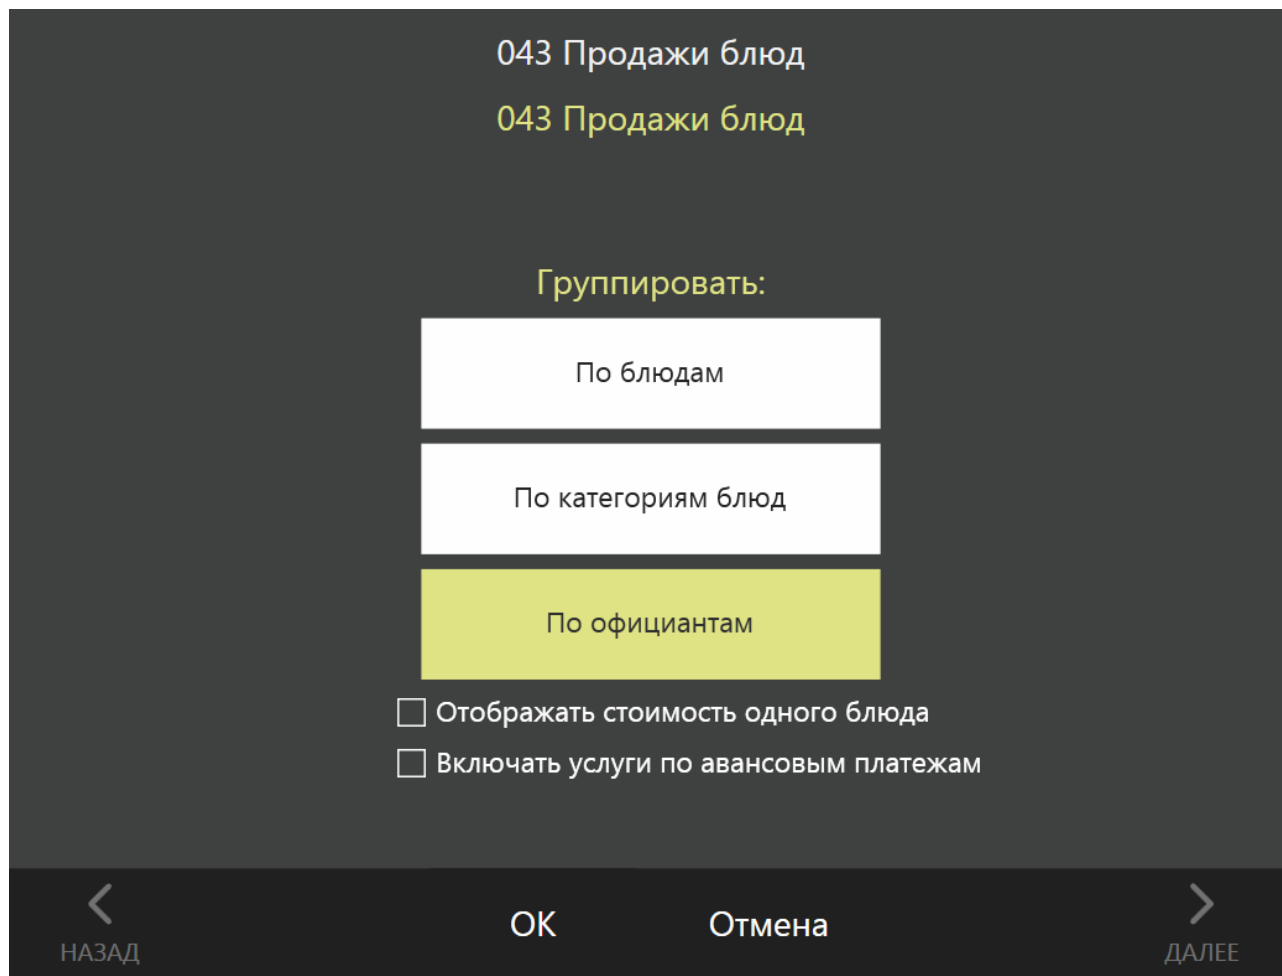 043 Продажи блюд
043 Продажи блюд
Группировать:
По блюдам
По категориям блюд
По официантам
Отображать стоимость одного блюда
Включать услуги по авансовым платежам
НАЗАД
OK
Отмена
ДАЛЕЕ